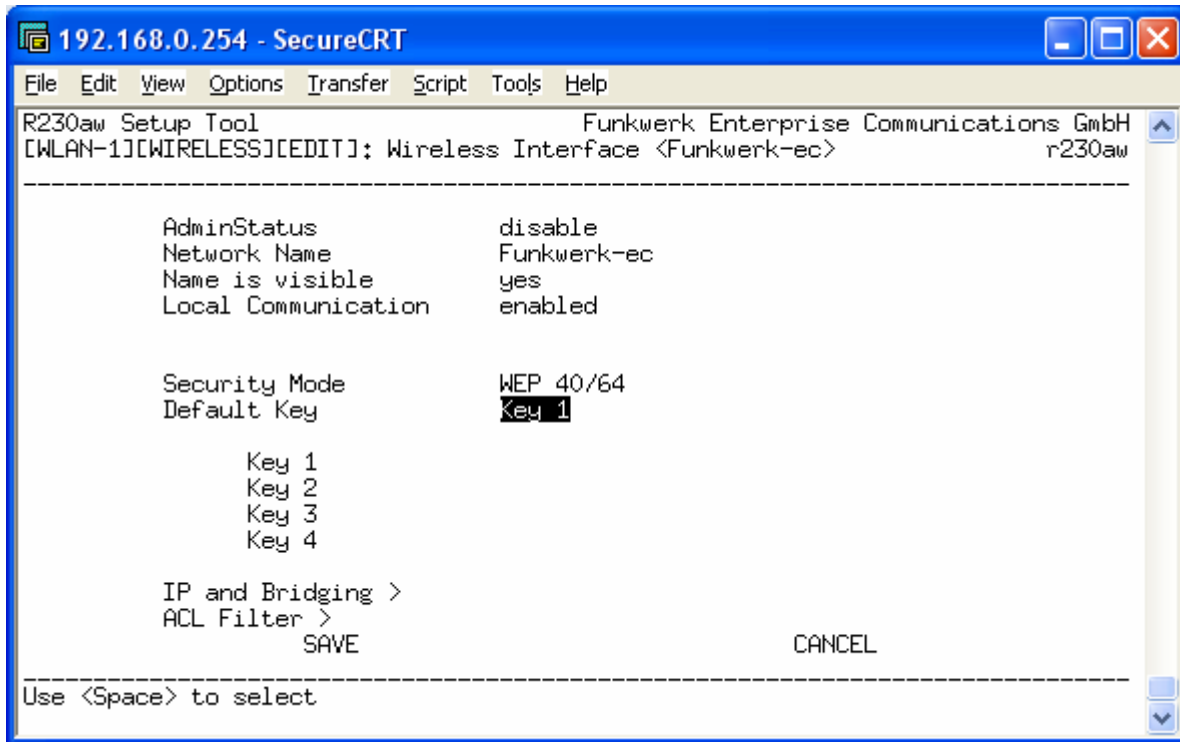 192.168.0.254 - SecureCRT
File Edit View Options Transfer Script Tools Help
R230aw Setup Tool Funkwerk Enterprise Communications GmbH
[WLAN-1][WIRELESS][EDIT]: Wireless Interface <Funkwerk-ec> r230aw
AdminStatus disable
Network Name Funkwerk-ec
Name is visible yes
Local Communication enabled
Security Mode WEP 40/64
Default Key Key 1
Key 1
Key 2
Key 3
Key 4
IP and Bridging >
ACL Filter >
SAVE CANCEL
Use <Space> to select